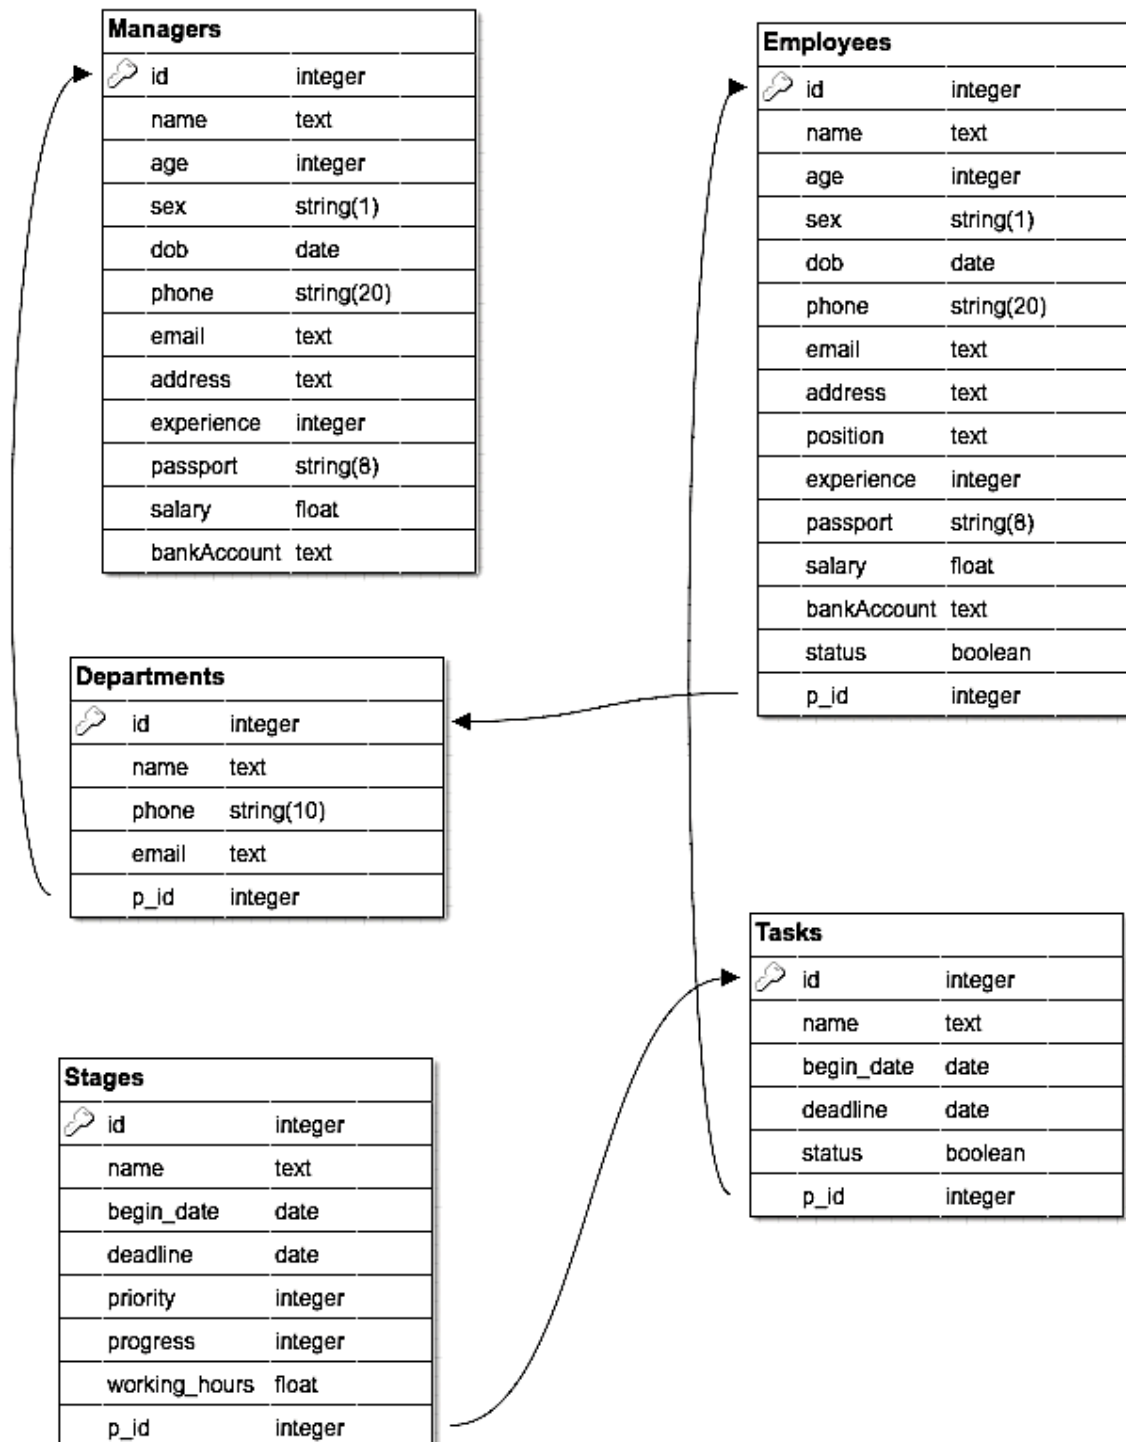 Managers
id integer
name text
age integer
sex string(1)
dob date
phone string(20)
email text
address text
experience integer
passport string(8)
salary float
bankAccount text
Employees
id integer
name text
age integer
sex string(1)
dob date
phone string(20)
email text
address text
position text
experience integer
passport string(8)
salary float
bankAccount text
status boolean
p_id integer
Departments
id integer
name text
phone string(10)
email text
p_id integer
Tasks
id integer
name text
begin_date date
deadline date
status boolean
p_id integer
Stages
id integer
name text
begin_date date
deadline date
priority integer
progress integer
working_hours float
p_id integer